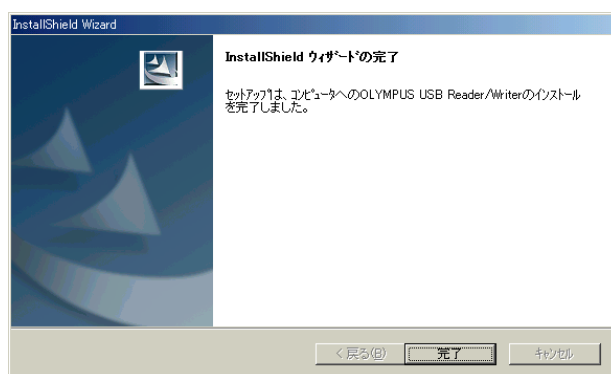 InstallShield Wizard
InstallShield ウィザードの完了
セットアップは、コンピュータへのOLYMPUS USB Reader/Writerのインストール
を完了しました。
< 戻る(B)
完了
キャンセル